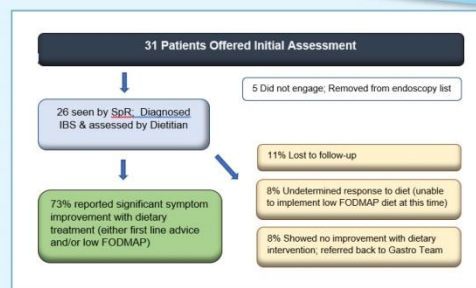 31 Patients Offered Initial Assessment
5 Did not engage; Removed from endoscopy list
26 seen by SpR; Diagnosed
IBS & assessed by Dietitian
11% Lost to follow-up
73% reported significant symptom
improvement with dietary
treatment (either first line advice
and/or low FODMAP)
8% Undetermined response to diet (unable
to implement low FODMAP diet at this time)
8% Showed no improvement with dietary
intervention; referred back to Gastro Team